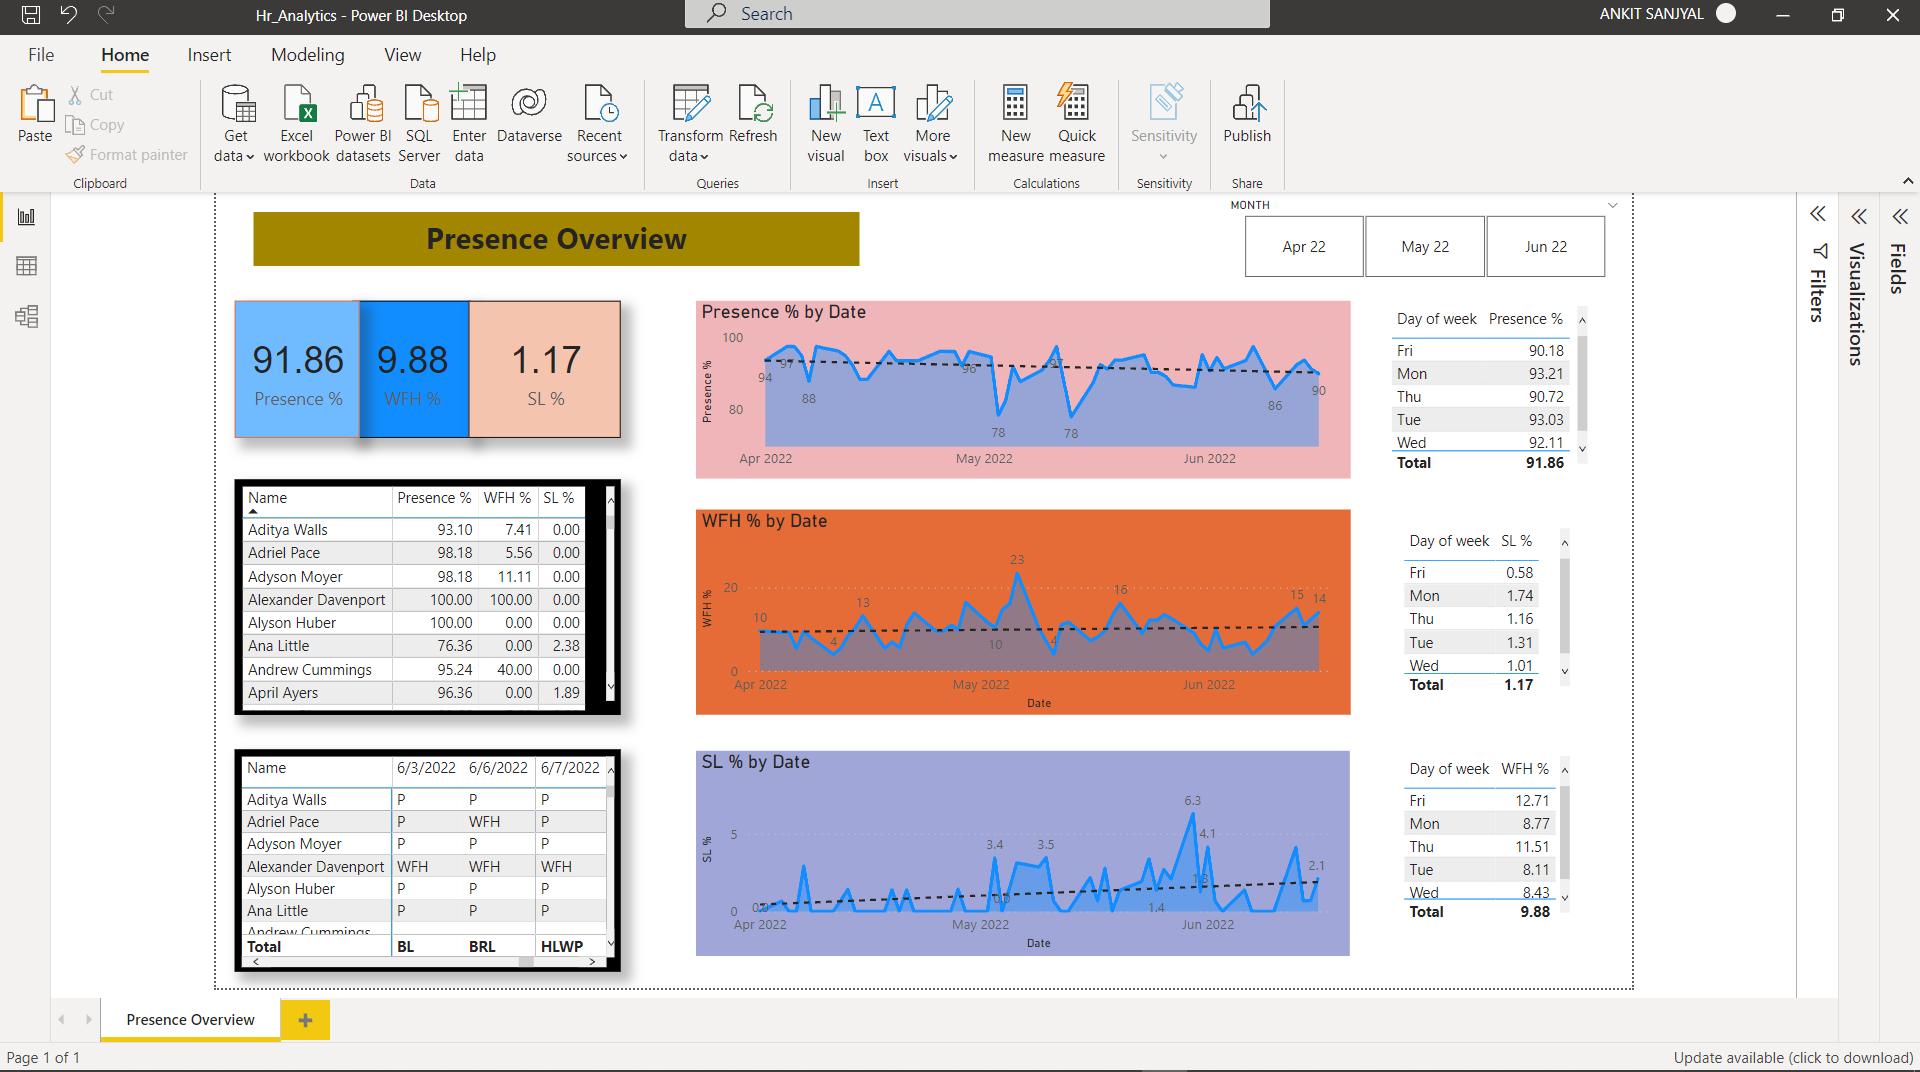 Hr_Analytics - Power BI Desktop
Search
ANKIT SANJYAL
File Home Insert Modeling View Help
Paste
Cut
Copy
Format painter
Clipboard
Get data
Excel workbook
Power BI datasets
SQL Server
Enter data
Dataverse
Recent sources
Data
Transform data
Refresh
Queries
New visual
Text box
More visuals
Insert
New measure
Quick measure
Calculations
Sensitivity
Sensitivity
Publish
Share
Presence Overview
MONTH
Apr 22 May 22 Jun 22
Filters
Visualizations
Fields
91.86 9.88 1.17
Presence % WFH % SL %
Presence % by Date
Presence %
100
80
94 97 88 96 78 97 78 86 90
Apr 2022 May 2022 Jun 2022
Day of week Presence %
Fri 90.18
Mon 93.21
Thu 90.72
Tue 93.03
Wed 92.11
Total 91.86
Name Presence % WFH % SL %
Aditya Walls 93.10 7.41 0.00
Adriel Pace 98.18 5.56 0.00
Adyson Moyer 98.18 11.11 0.00
Alexander Davenport 100.00 100.00 0.00
Alyson Huber 100.00 0.00 0.00
Ana Little 76.36 0.00 2.38
Andrew Cummings 95.24 40.00 0.00
April Ayers 96.36 0.00 1.89
WFH % by Date
WFH %
20
0
10 4 13 10 23 4 16 15 14
Apr 2022 May 2022 Jun 2022
Date
Day of week SL %
Fri 0.58
Mon 1.74
Thu 1.16
Tue 1.31
Wed 1.01
Total 1.17
Name 6/3/2022 6/6/2022 6/7/2022
Aditya Walls P P P
Adriel Pace P WFH P
Adyson Moyer P P P
Alexander Davenport WFH WFH WFH
Alyson Huber P P P
Ana Little P P P
Andrew Cummings
Total BL BRL HLWP
SL % by Date
SL %
5
0
3.4 0.0 3.5 1.4 6.3 4.1 2.1
Apr 2022 May 2022 Jun 2022
Date
Day of week WFH %
Fri 12.71
Mon 8.77
Thu 11.51
Tue 8.11
Wed 8.43
Total 9.88
Presence Overview
Page 1 of 1
Update available (click to download)